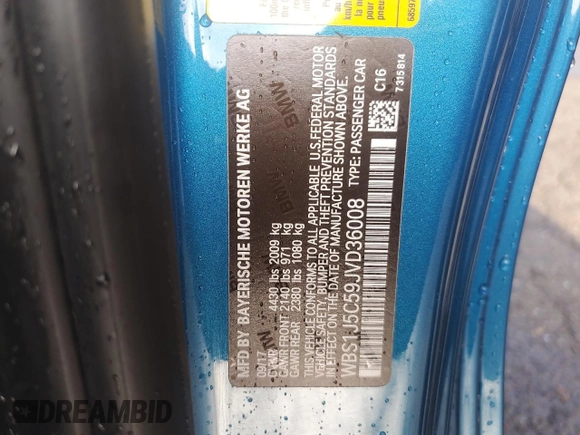 MFD BY BAYERISCHE MOTOREN WERKE AG
09/17
GVWR 4430 lbs 2009 kg
GAWR FRONT 2140 lbs 971 kg
GAWR REAR 2380 lbs 1080 kg
THIS VEHICLE CONFORMS TO ALL APPLICABLE U.S.FEDERAL MOTOR
VEHICLE SAFETY, BUMPER AND THEFT PREVENTION STANDARDS
IN EFFECT ON THE DATE OF MANUFACTURE SHOWN ABOVE.
WBS1J5C59JVD36008 TYPE: PASSENGER CAR
C16
7 315 814
BMW
BMW
68597
DREAMBID